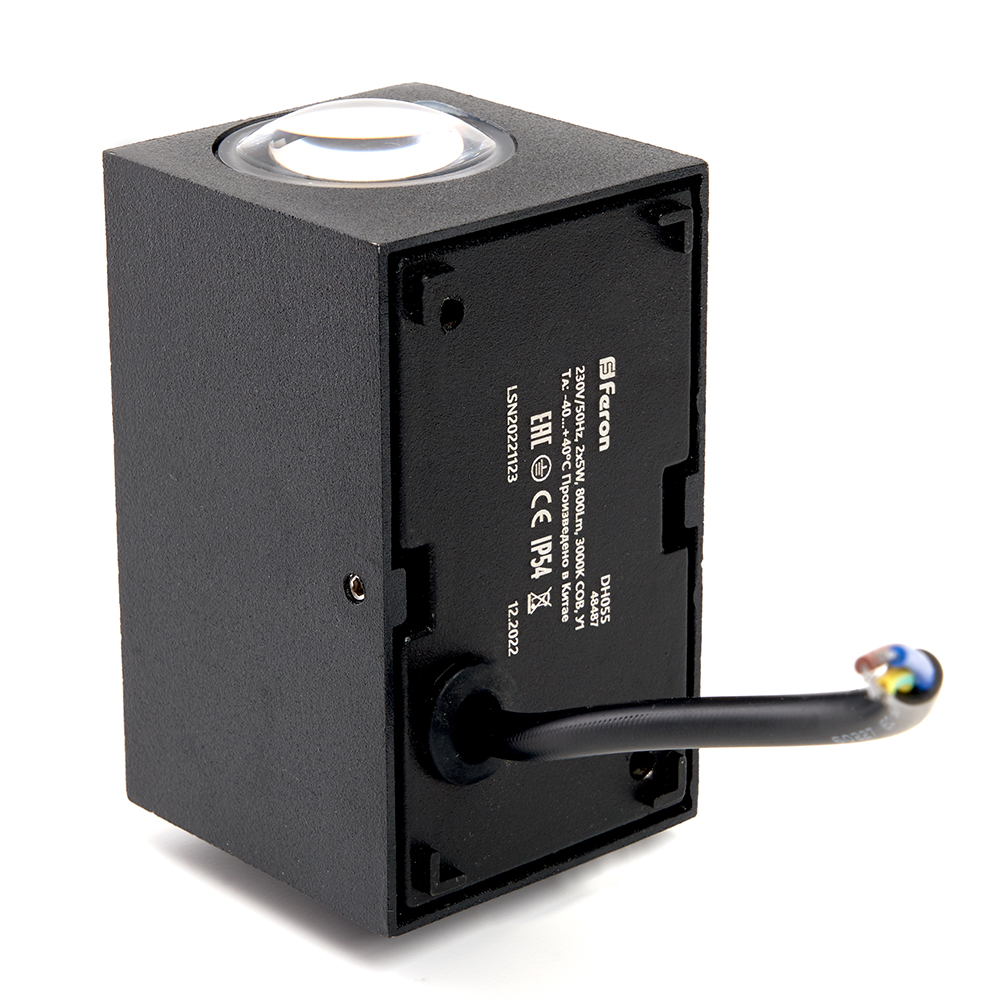 feron DH055
48487
230V/50Hz, 2x5W, 800Lm, 3000K COB, У1
TA: -40...+40°C Произведено в Китае
EAC CE IP54
LSN20221123 12.2022